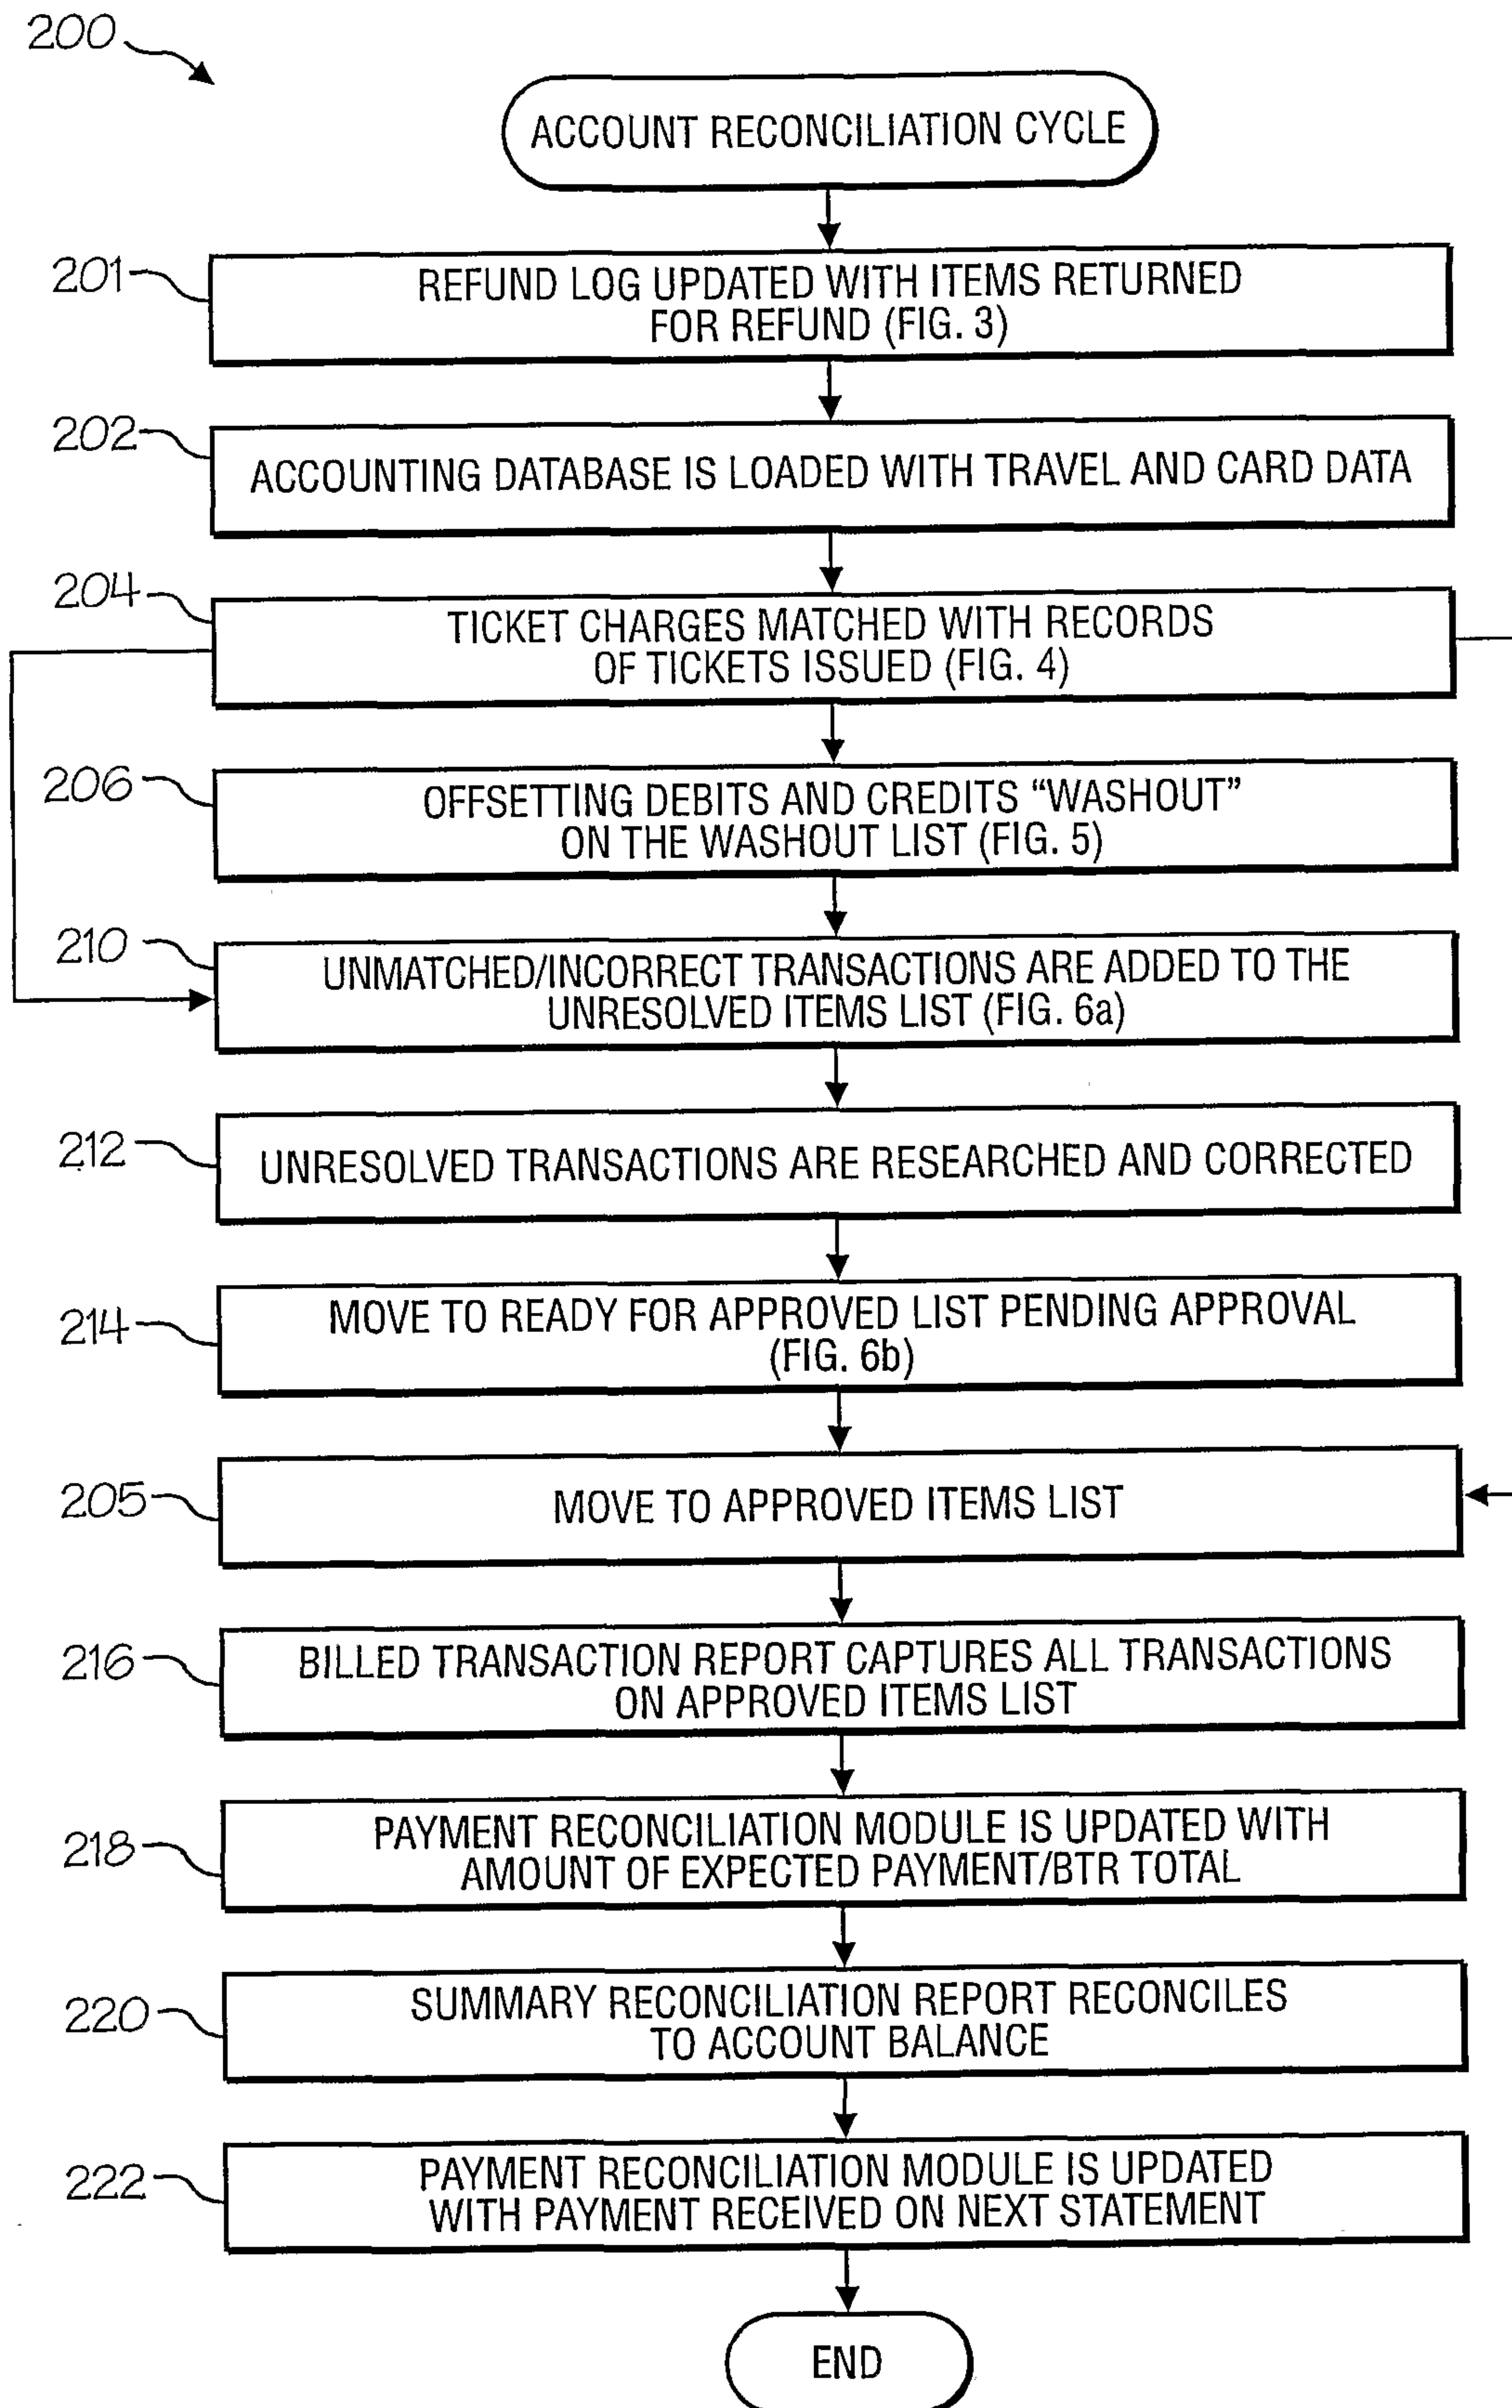 200
ACCOUNT RECONCILIATION CYCLE
201
REFUND LOG UPDATED WITH ITEMS RETURNED
FOR REFUND (FIG. 3)
202
ACCOUNTING DATABASE IS LOADED WITH TRAVEL AND CARD DATA
204
TICKET CHARGES MATCHED WITH RECORDS
OF TICKETS ISSUED (FIG. 4)
206
OFFSETTING DEBITS AND CREDITS “WASHOUT”
ON THE WASHOUT LIST (FIG. 5)
210
UNMATCHED/INCORRECT TRANSACTIONS ARE ADDED TO THE
UNRESOLVED ITEMS LIST (FIG. 6a)
212
UNRESOLVED TRANSACTIONS ARE RESEARCHED AND CORRECTED
214
MOVE TO READY FOR APPROVED LIST PENDING APPROVAL
(FIG. 6b)
205
MOVE TO APPROVED ITEMS LIST
216
BILLED TRANSACTION REPORT CAPTURES ALL TRANSACTIONS
ON APPROVED ITEMS LIST
218
PAYMENT RECONCILIATION MODULE IS UPDATED WITH
AMOUNT OF EXPECTED PAYMENT/BTR TOTAL
220
SUMMARY RECONCILIATION REPORT RECONCILES
TO ACCOUNT BALANCE
222
PAYMENT RECONCILIATION MODULE IS UPDATED
WITH PAYMENT RECEIVED ON NEXT STATEMENT
END